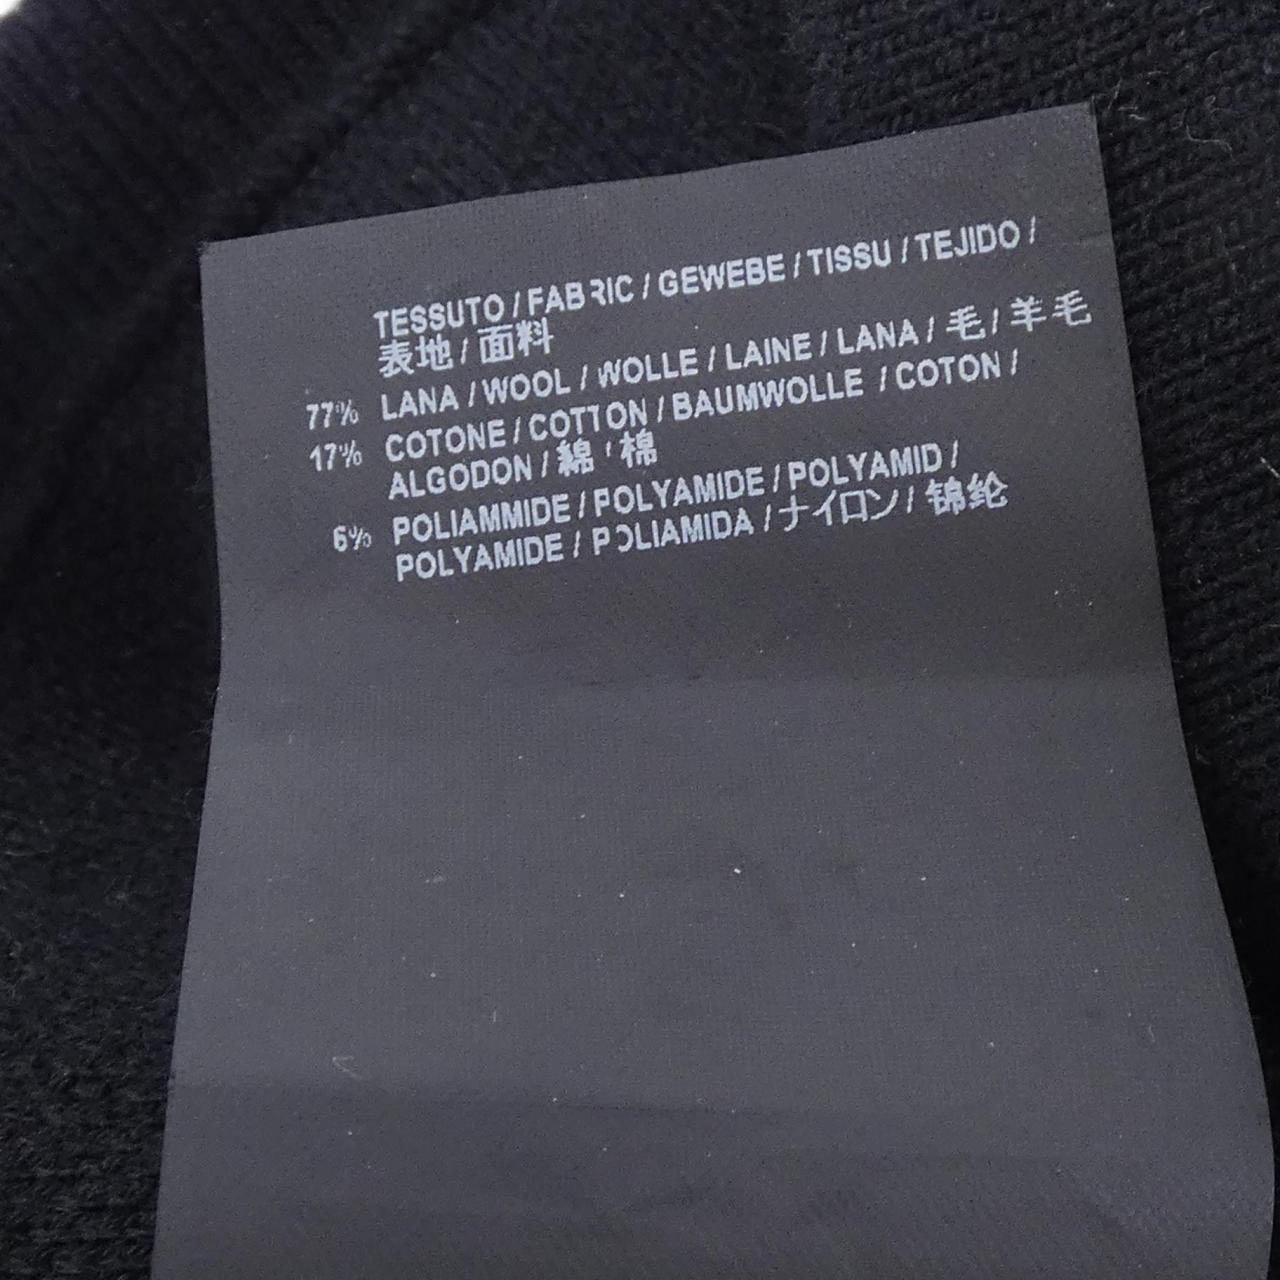 TESSUTO / FABRIC / GEWEBE / TISSU / TEJIDO /
表地 / 面料
77% LANA / WOOL / WOLLE / LAINE / LANA / 毛 / 羊毛
17% COTONE / COTTON / BAUMWOLLE / COTON /
ALGODON / 綿 / 棉
6% POLIAMMIDE / POLYAMIDE / POLYAMID /
POLYAMIDE / POLIAMIDA / ナイロン / 锦纶